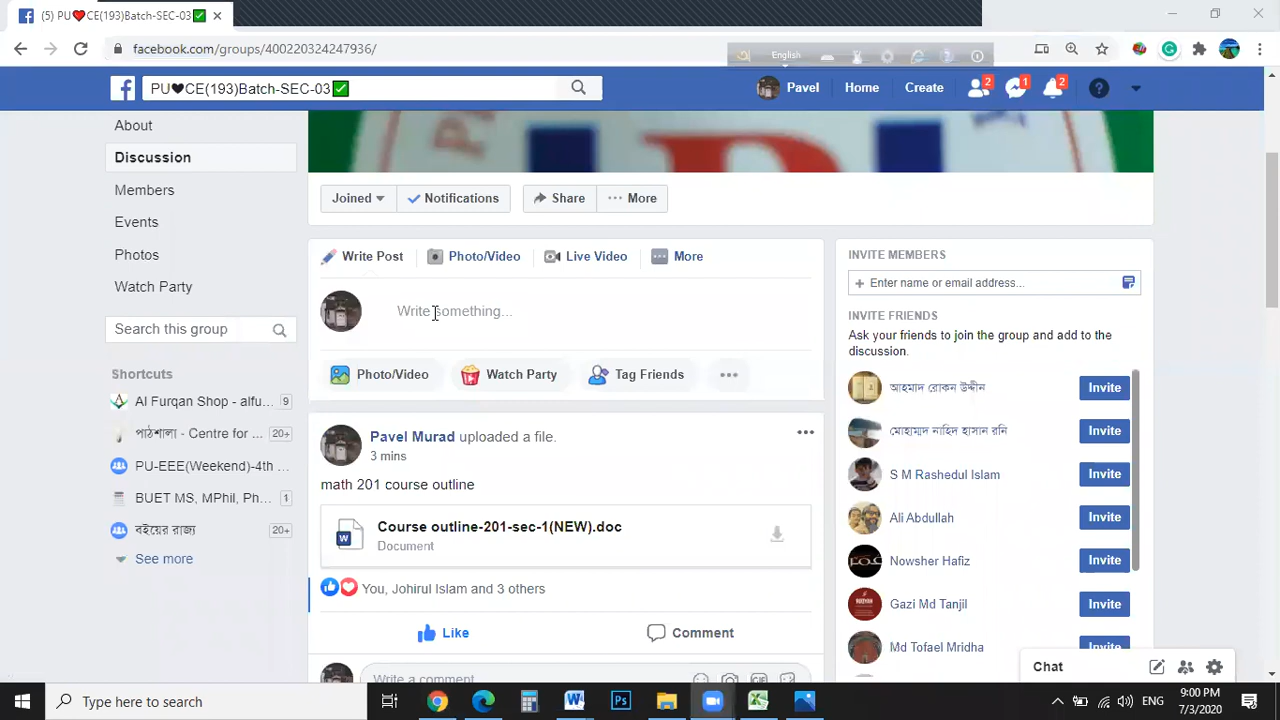 (5) PU❤️CE(193)Batch-SEC-03✅
facebook.com/groups/400220324247936/
English
PU♥CE(193)Batch-SEC-03✅
Pavel
Home
Create
2
1
2
About
Discussion
Members
Events
Photos
Watch Party
Search this group
Shortcuts
Al Furqan Shop - alfu... 9
পাঠশালা - Centre for ... 20+
PU-EEE(Weekend)-4th ...
BUET MS, MPhil, Ph... 1
বইয়ের রাজ্য 20+
See more
Joined
Notifications
Share
More
Write Post
Photo/Video
Live Video
More
Write something...
Photo/Video
Watch Party
Tag Friends
Pavel Murad uploaded a file.
3 mins
math 201 course outline
Course outline-201-sec-1(NEW).doc
Document
You, Johirul Islam and 3 others
Like
Comment
Write a comment...
INVITE MEMBERS
+ Enter name or email address...
INVITE FRIENDS
Ask your friends to join the group and add to the
discussion.
আহমাদ রোকন উদ্দীন Invite
মোহাম্মদ নাহিদ হাসান রনি Invite
S M Rashedul Islam Invite
Ali Abdullah Invite
Nowsher Hafiz Invite
Gazi Md Tanjil Invite
Md Tofael Mridha Invite
Chat
Type here to search
ENG
9:00 PM
7/3/2020